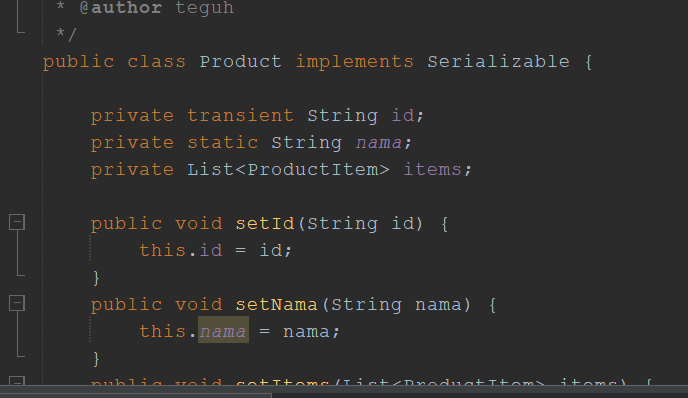 * @author teguh
*/
public class Product implements Serializable {
private transient String id;
private static String nama;
private List<ProductItem> items;
public void setId(String id) {
this.id = id;
}
public void setNama(String nama) {
this.nama = nama;
}
public void setItems(List<ProductItem> items) {